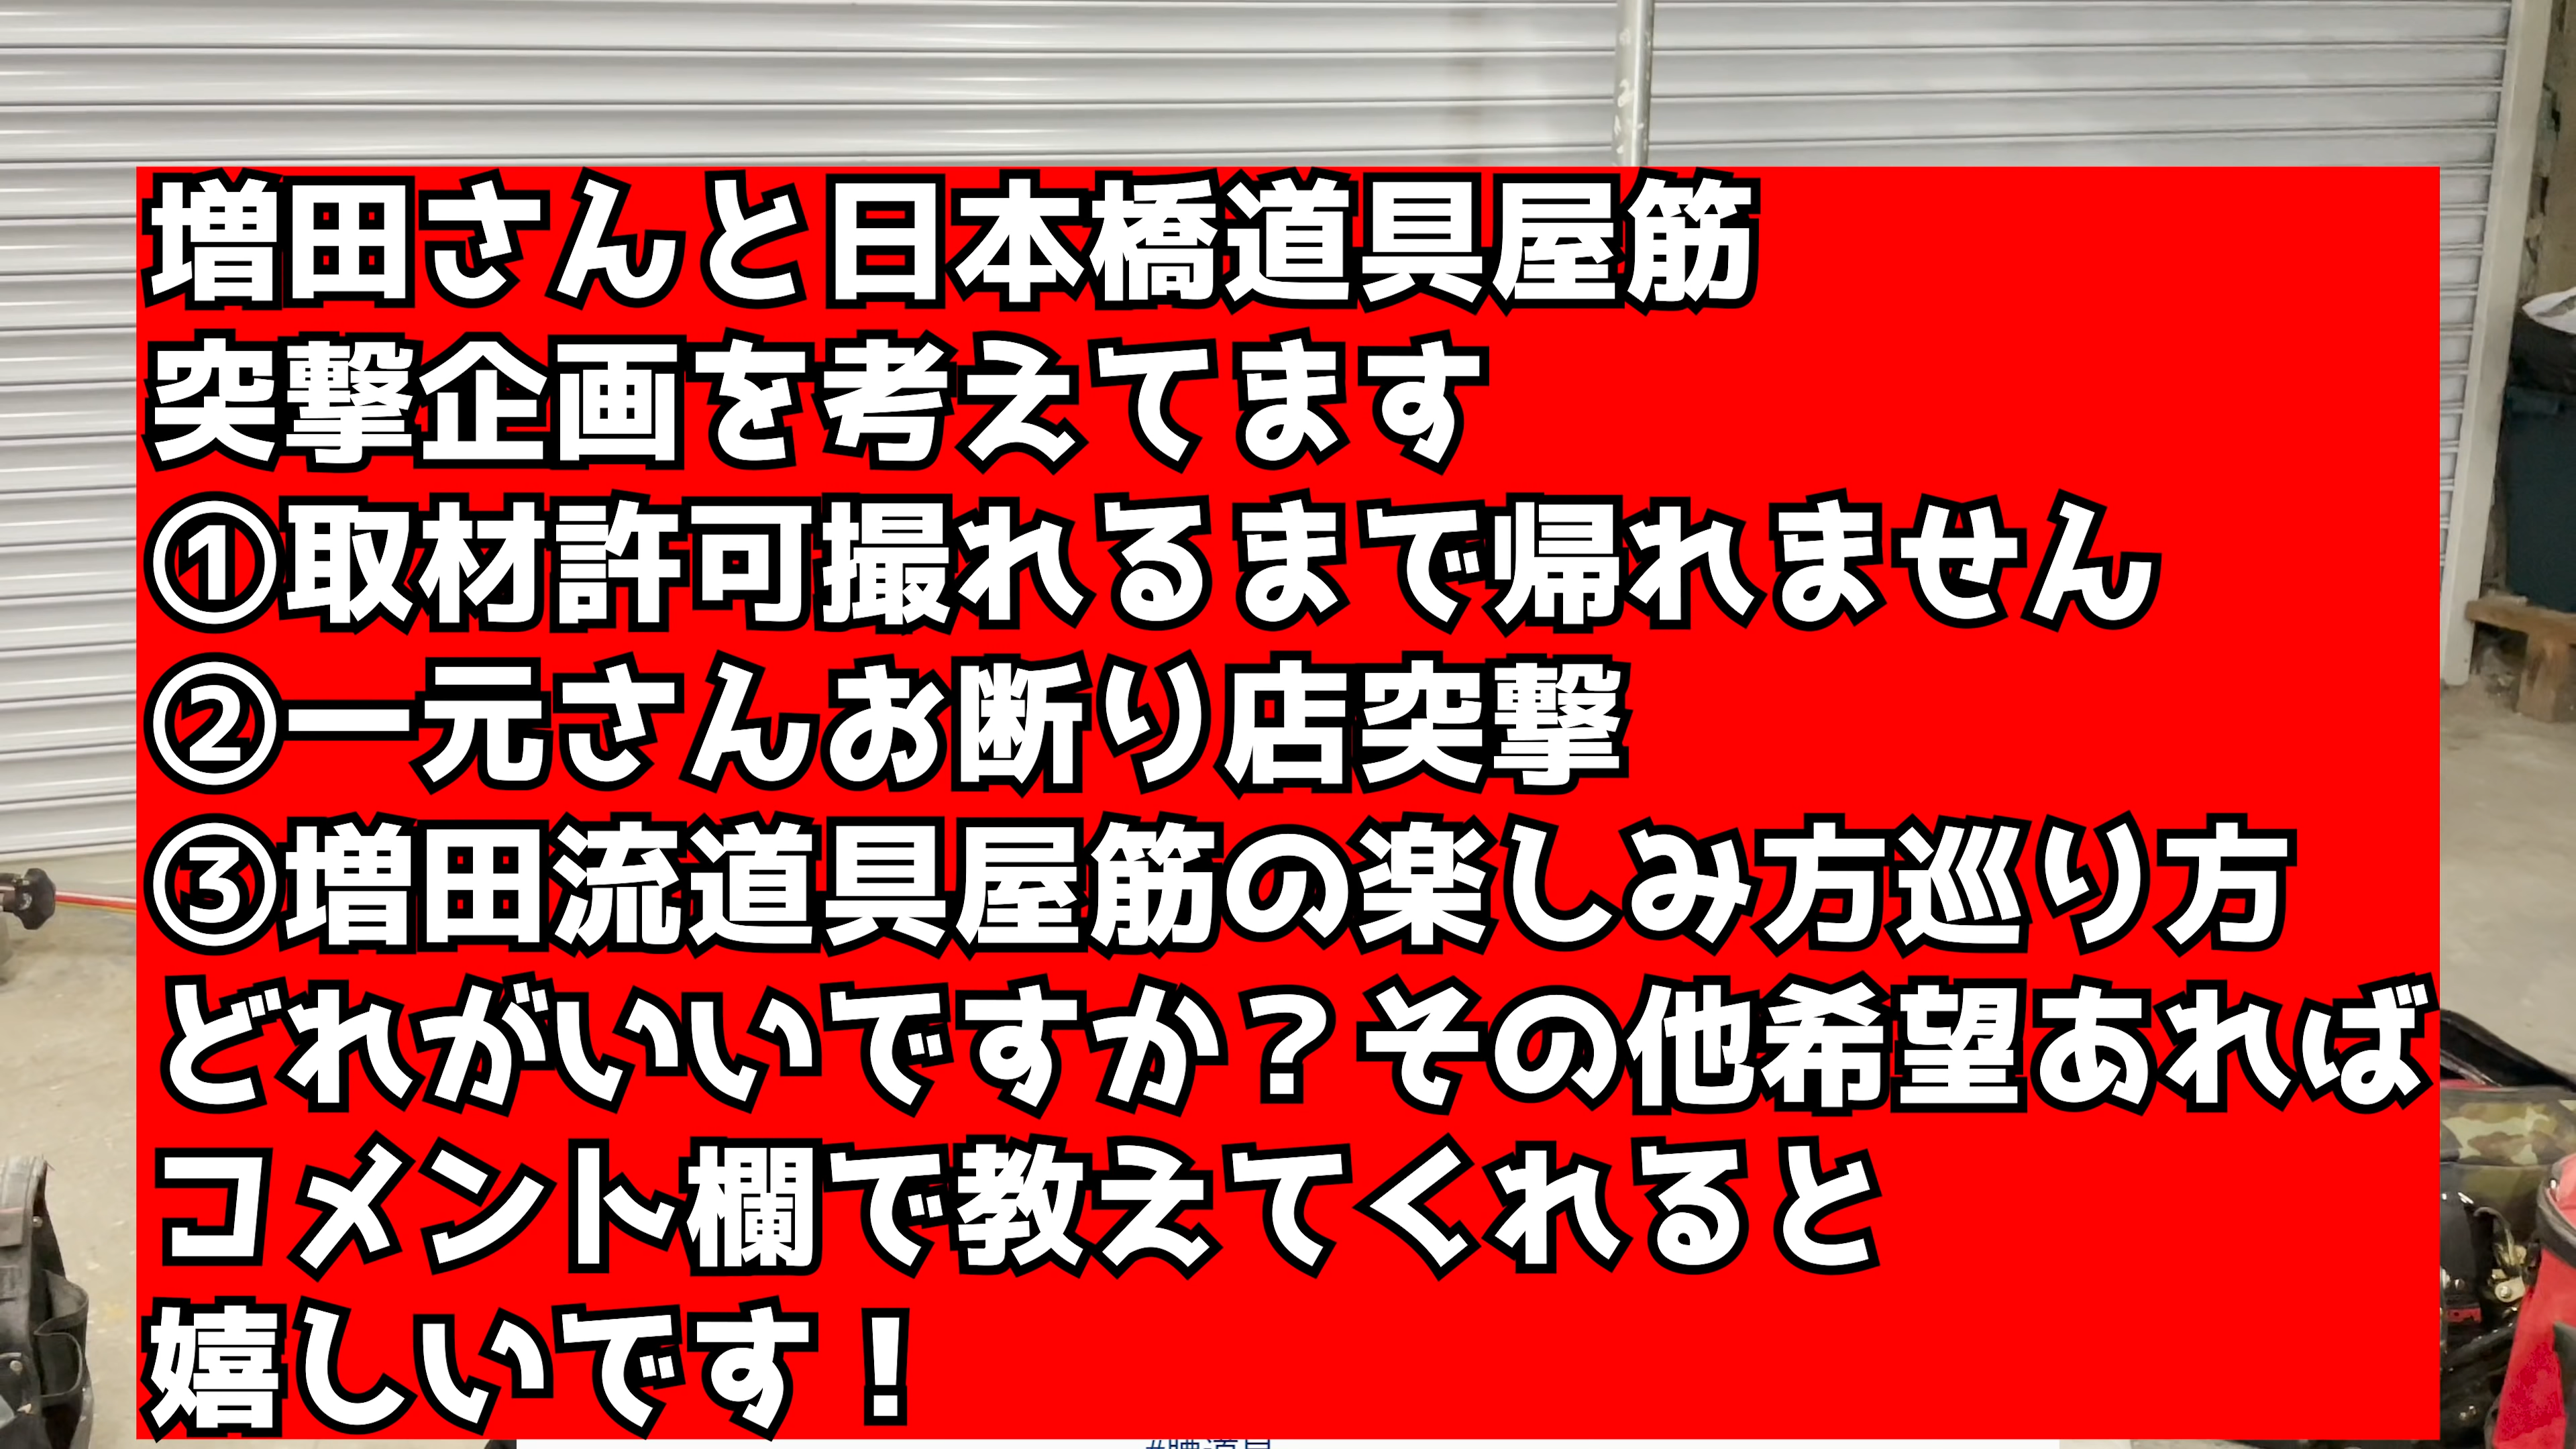 増田さんと日本橋道具屋筋
突撃企画を考えてます
①取材許可撮れるまで帰れません
②一元さんお断り店突撃
③増田流道具屋筋の楽しみ方巡り方
どれがいいですか？その他希望あれば
コメント欄で教えてくれると
嬉しいです！